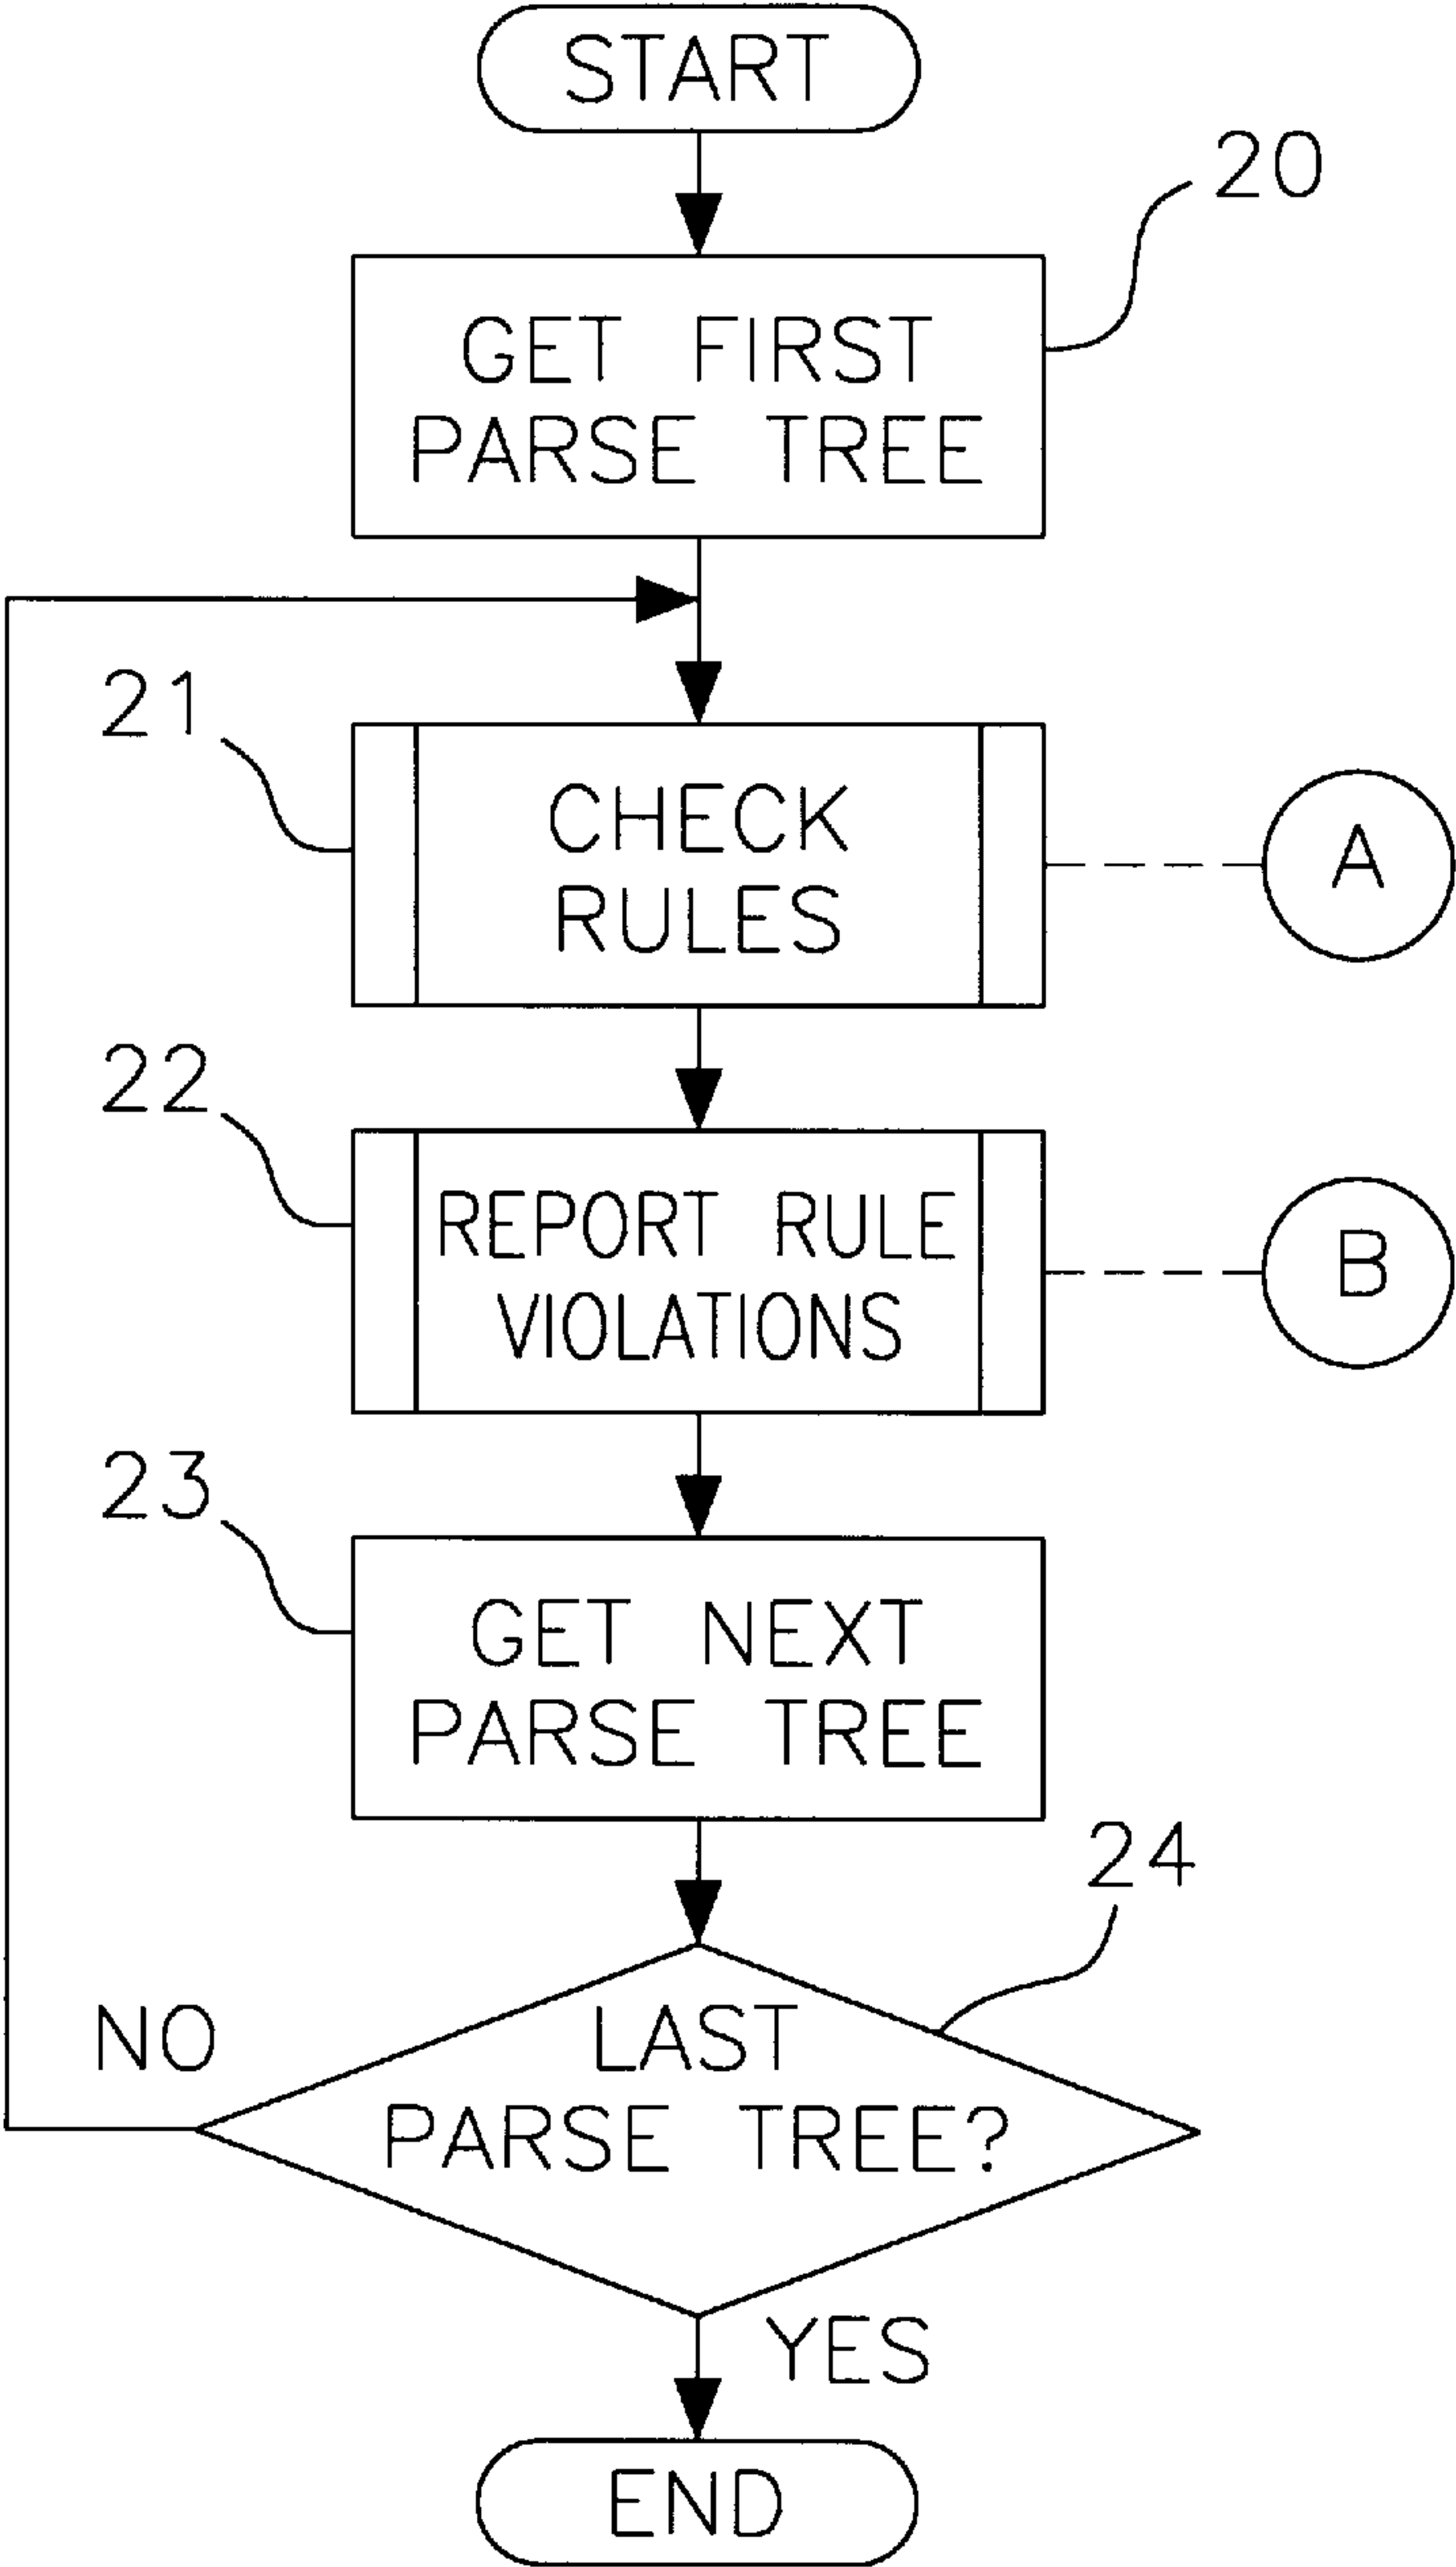 START
20
GET FIRST
PARSE TREE
21
CHECK
RULES
A
22
REPORT RULE
VIOLATIONS
B
23
GET NEXT
PARSE TREE
24
NO
LAST
PARSE TREE?
YES
END